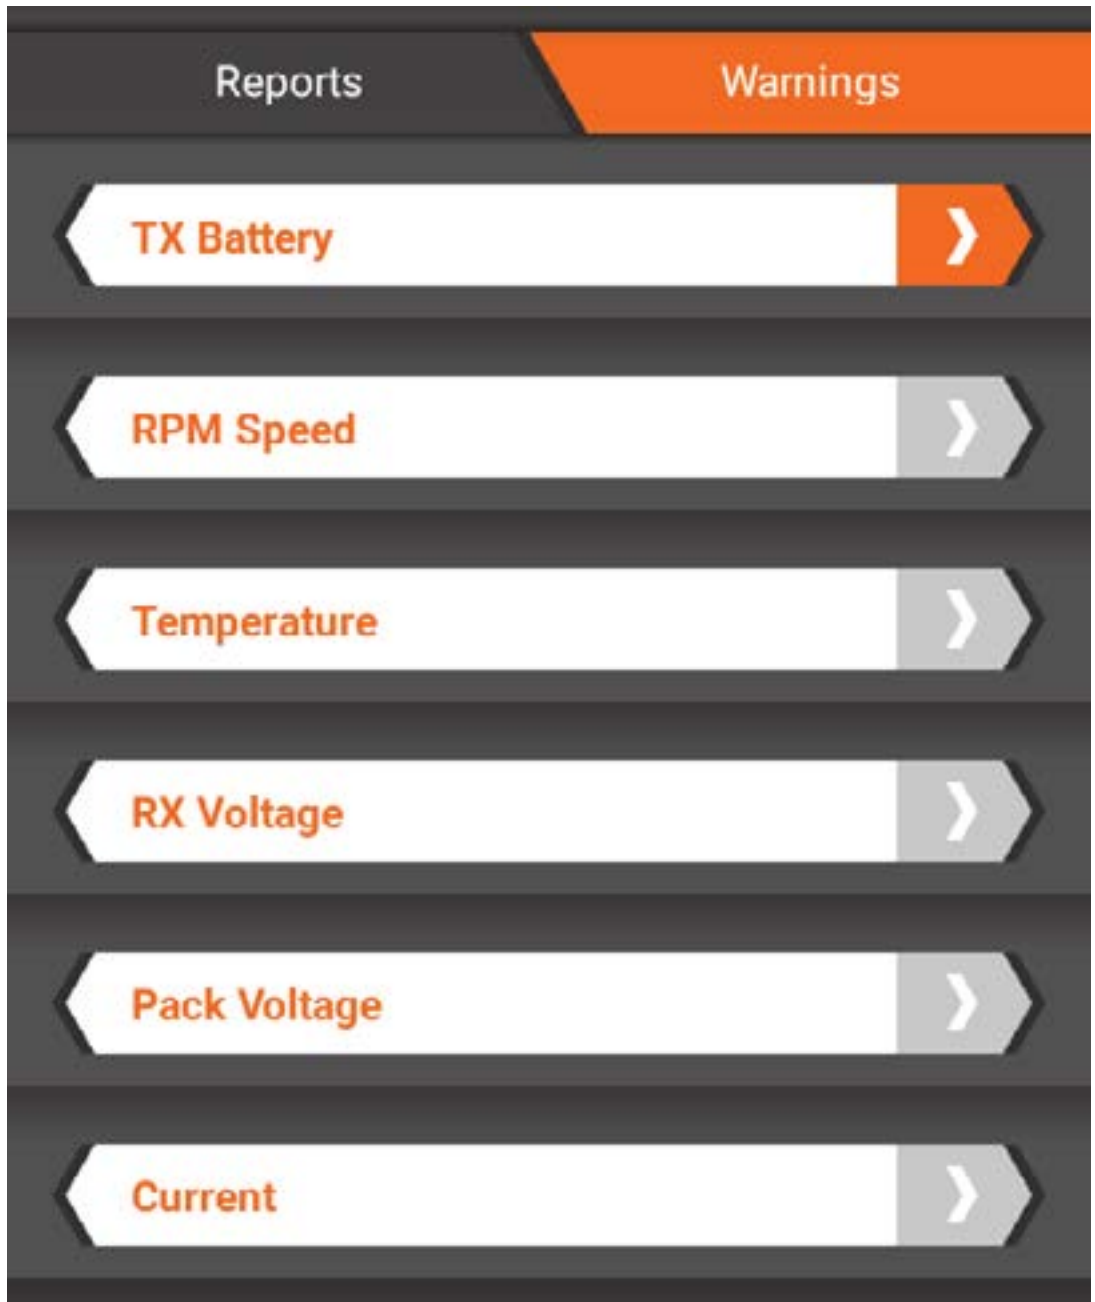 Reports
Warnings
TX Battery
RPM Speed
Temperature
RX Voltage
Pack Voltage
Current